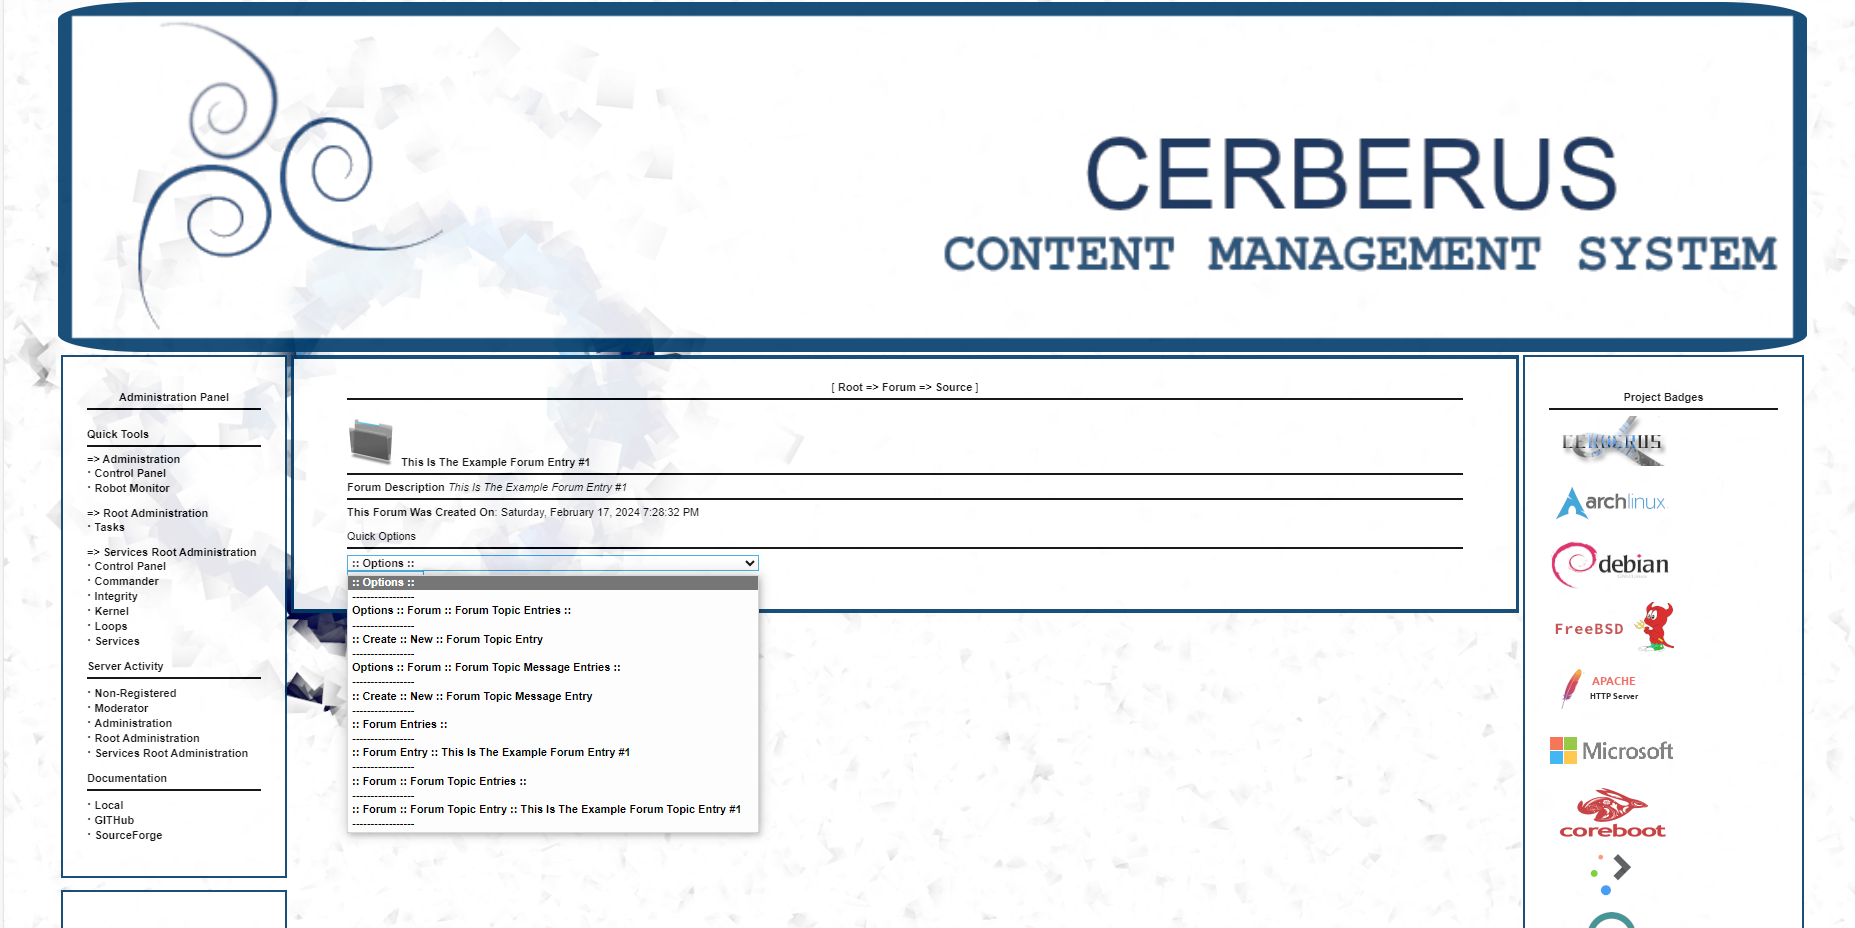 CERBERUS
CONTENT MANAGEMENT SYSTEM
Administration Panel
Quick Tools
=> Administration
· Control Panel
· Robot Monitor
=> Root Administration
· Tasks
=> Services Root Administration
· Control Panel
· Commander
· Integrity
· Kernel
· Loops
· Services
Server Activity
· Non-Registered
· Moderator
· Administration
· Root Administration
· Services Root Administration
Documentation
· Local
· GITHub
· SourceForge
[ Root => Forum => Source ]
This Is The Example Forum Entry #1
Forum Description This Is The Example Forum Entry #1
This Forum Was Created On: Saturday, February 17, 2024 7:28:32 PM
Quick Options
:: Options ::
:: Options ::
-----------------
Options :: Forum :: Forum Topic Entries ::
-----------------
:: Create :: New :: Forum Topic Entry
-----------------
Options :: Forum :: Forum Topic Message Entries ::
-----------------
:: Create :: New :: Forum Topic Message Entry
-----------------
:: Forum Entries ::
-----------------
:: Forum Entry :: This Is The Example Forum Entry #1
-----------------
:: Forum :: Forum Topic Entries ::
-----------------
:: Forum :: Forum Topic Entry :: This Is The Example Forum Topic Entry #1
-----------------
Project Badges
CERBERUS
archlinux
debian
FreeBSD
APACHE
HTTP Server
Microsoft
coreboot